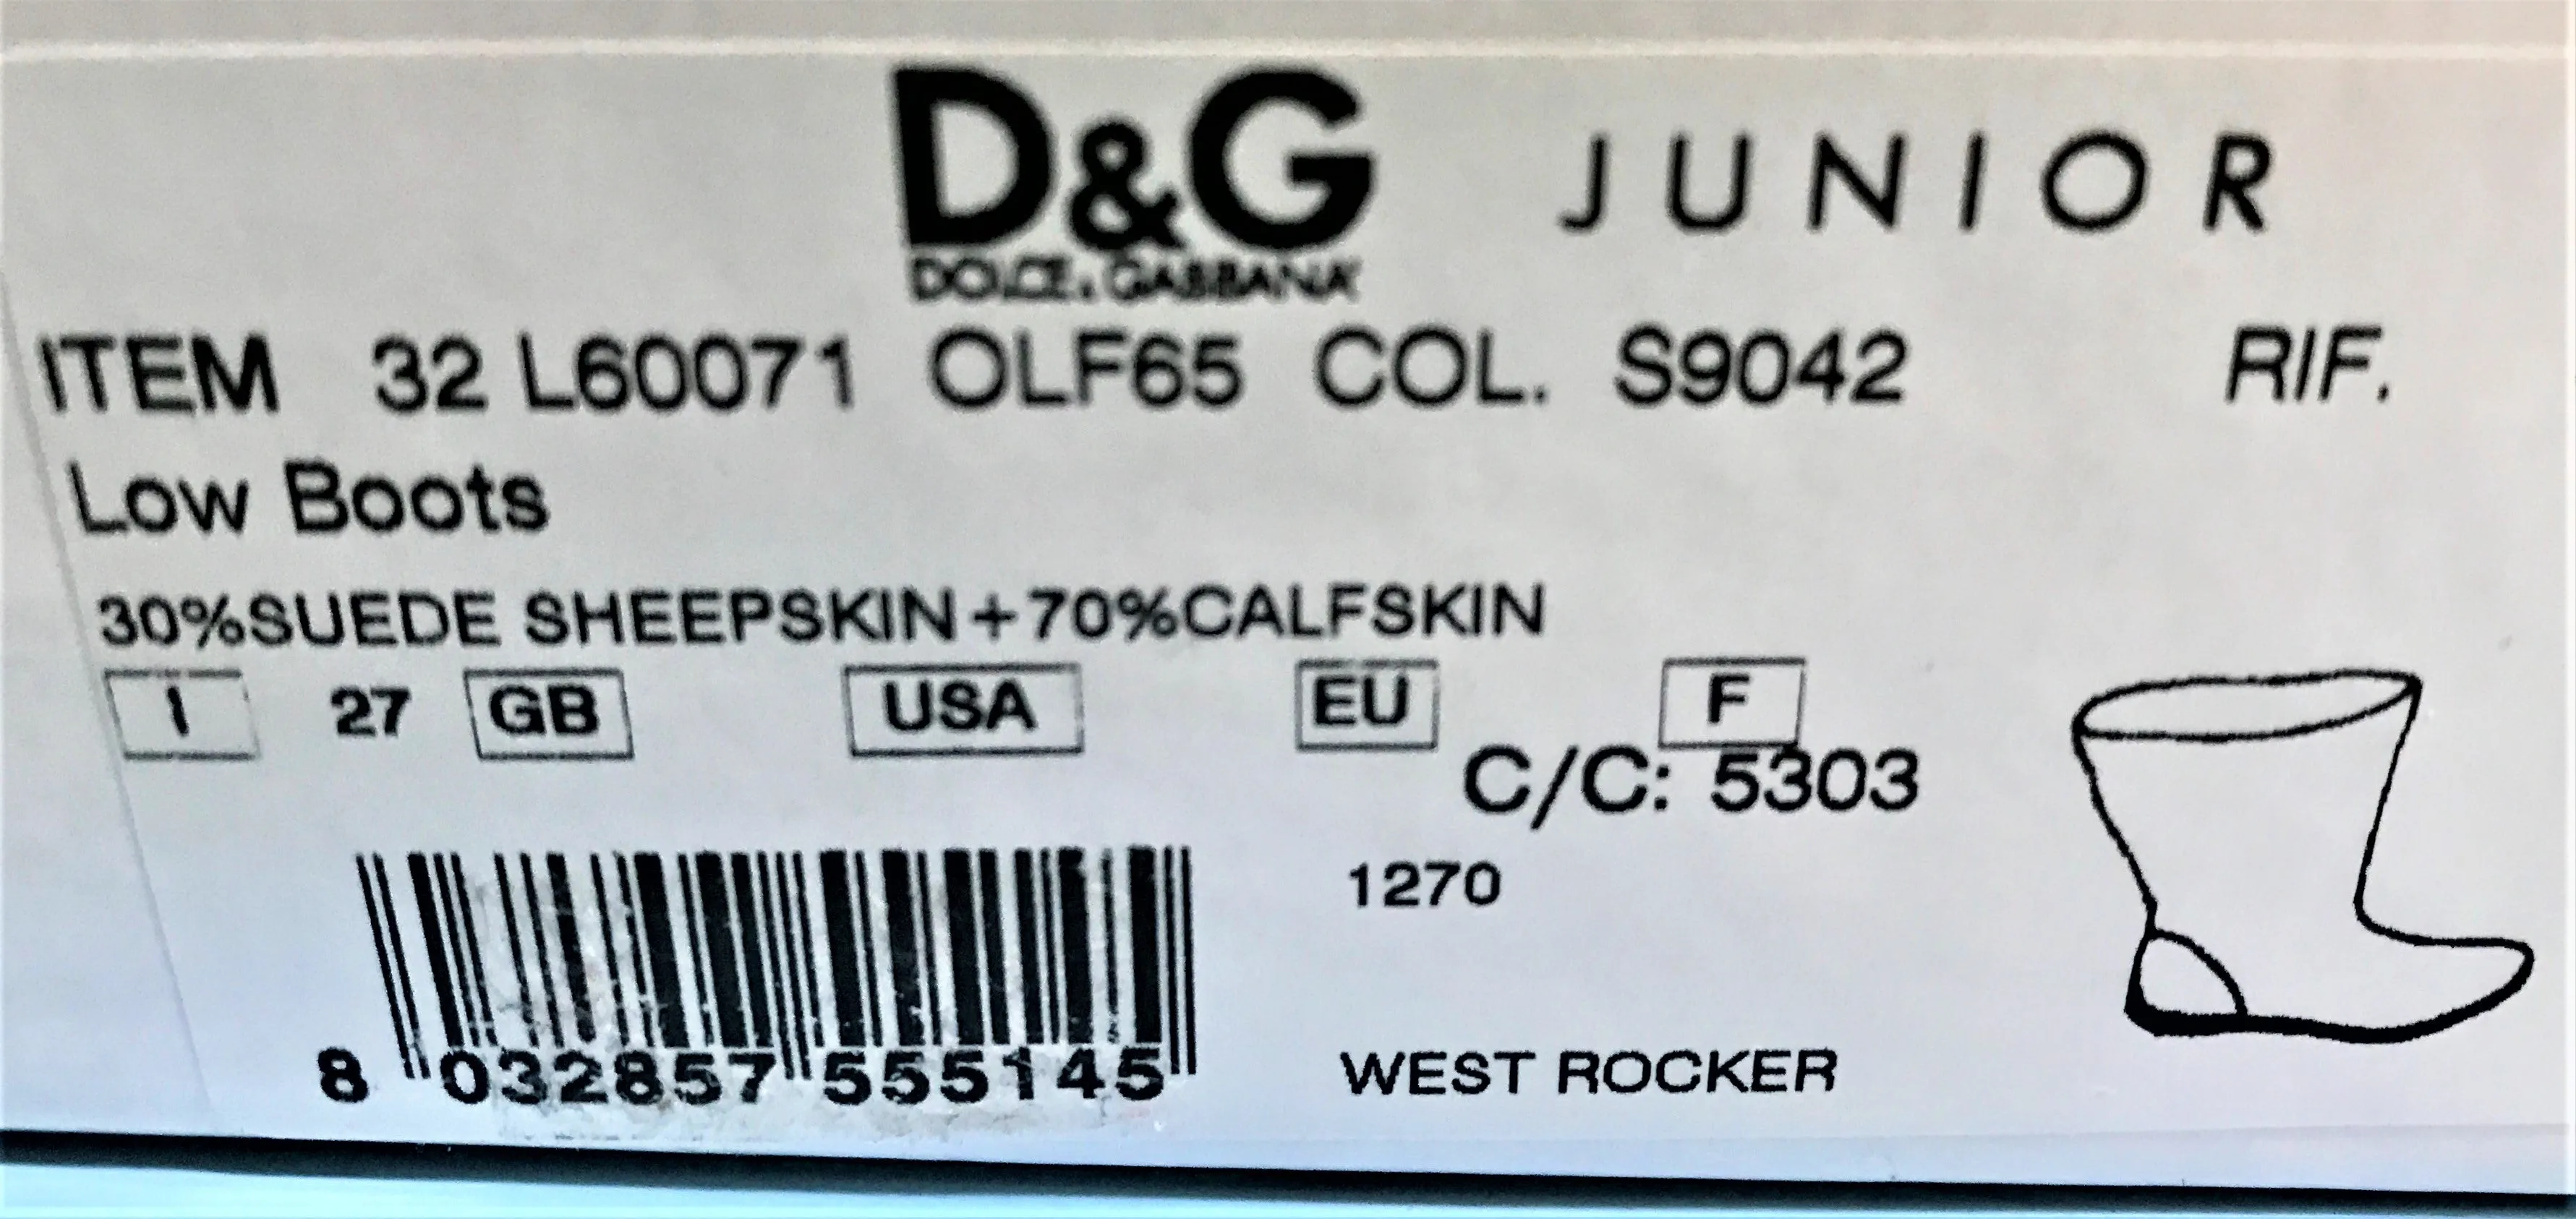 D&G JUNIOR
DOLCE & GABBANA
ITEM 32 L60071 OLF65 COL. S9042 RIF.
Low Boots
30%SUEDE SHEEPSKIN+70%CALFSKIN
I 27 GB USA EU F
C/C: 5303
1270
8 032857 555145
WEST ROCKER